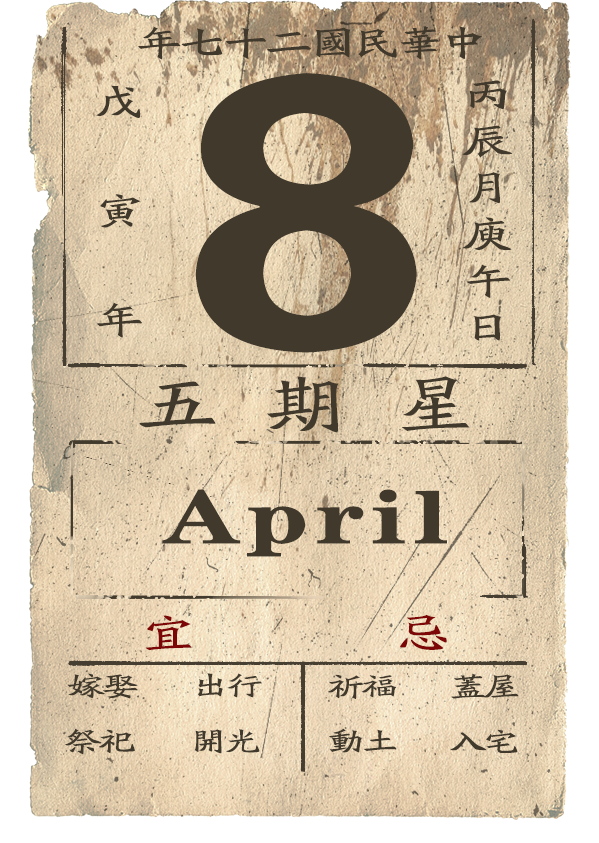 中華民國二十七年
丙辰月庚午日
8
戊寅年
星期五
April
忌 宜
蓋屋 祈福 出行 嫁娶
入宅 動土 開光 祭祀